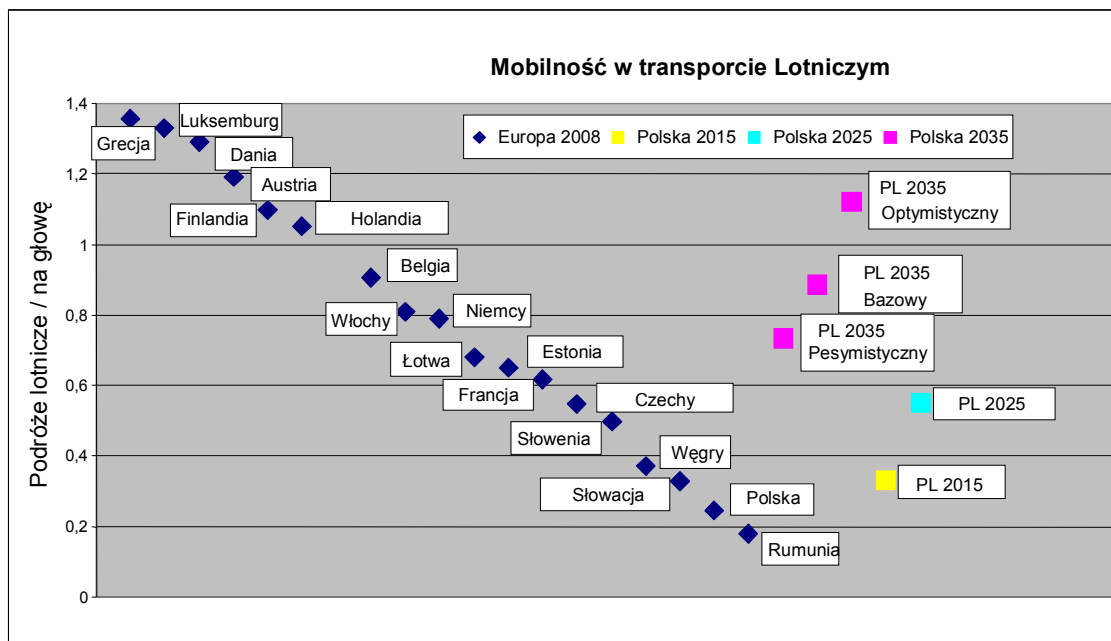 Mobilność w transporcie Lotniczym
Podróże lotnicze / na głowę
1,4
1,2
1
0,8
0,6
0,4
0,2
0
Europa 2008
Polska 2015
Polska 2025
Polska 2035
Grecja
Luksemburg
Dania
Austria
Finlandia
Holandia
Belgia
Włochy
Niemcy
Łotwa
Estonia
Francja
Czechy
Słowenia
Węgry
Słowacja
Polska
Rumunia
PL 2035
Optymistyczny
PL 2035
Bazowy
PL 2035
Pesymistyczny
PL 2025
PL 2015